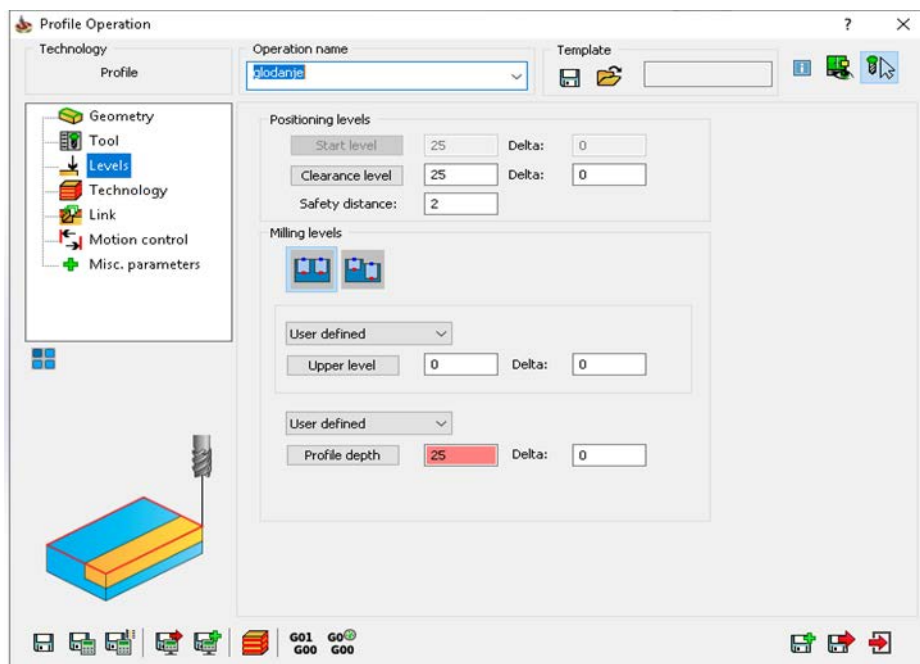 Profile Operation
? ×
Technology
Profile
Operation name
glodanje
Template
Geometry
Tool
Levels
Technology
Link
Motion control
Misc. parameters
Positioning levels
Start level 25 Delta: 0
Clearance level 25 Delta: 0
Safety distance: 2
Milling levels
User defined
Upper level 0 Delta: 0
User defined
Profile depth 25 Delta: 0
G01 G0
G00 G00